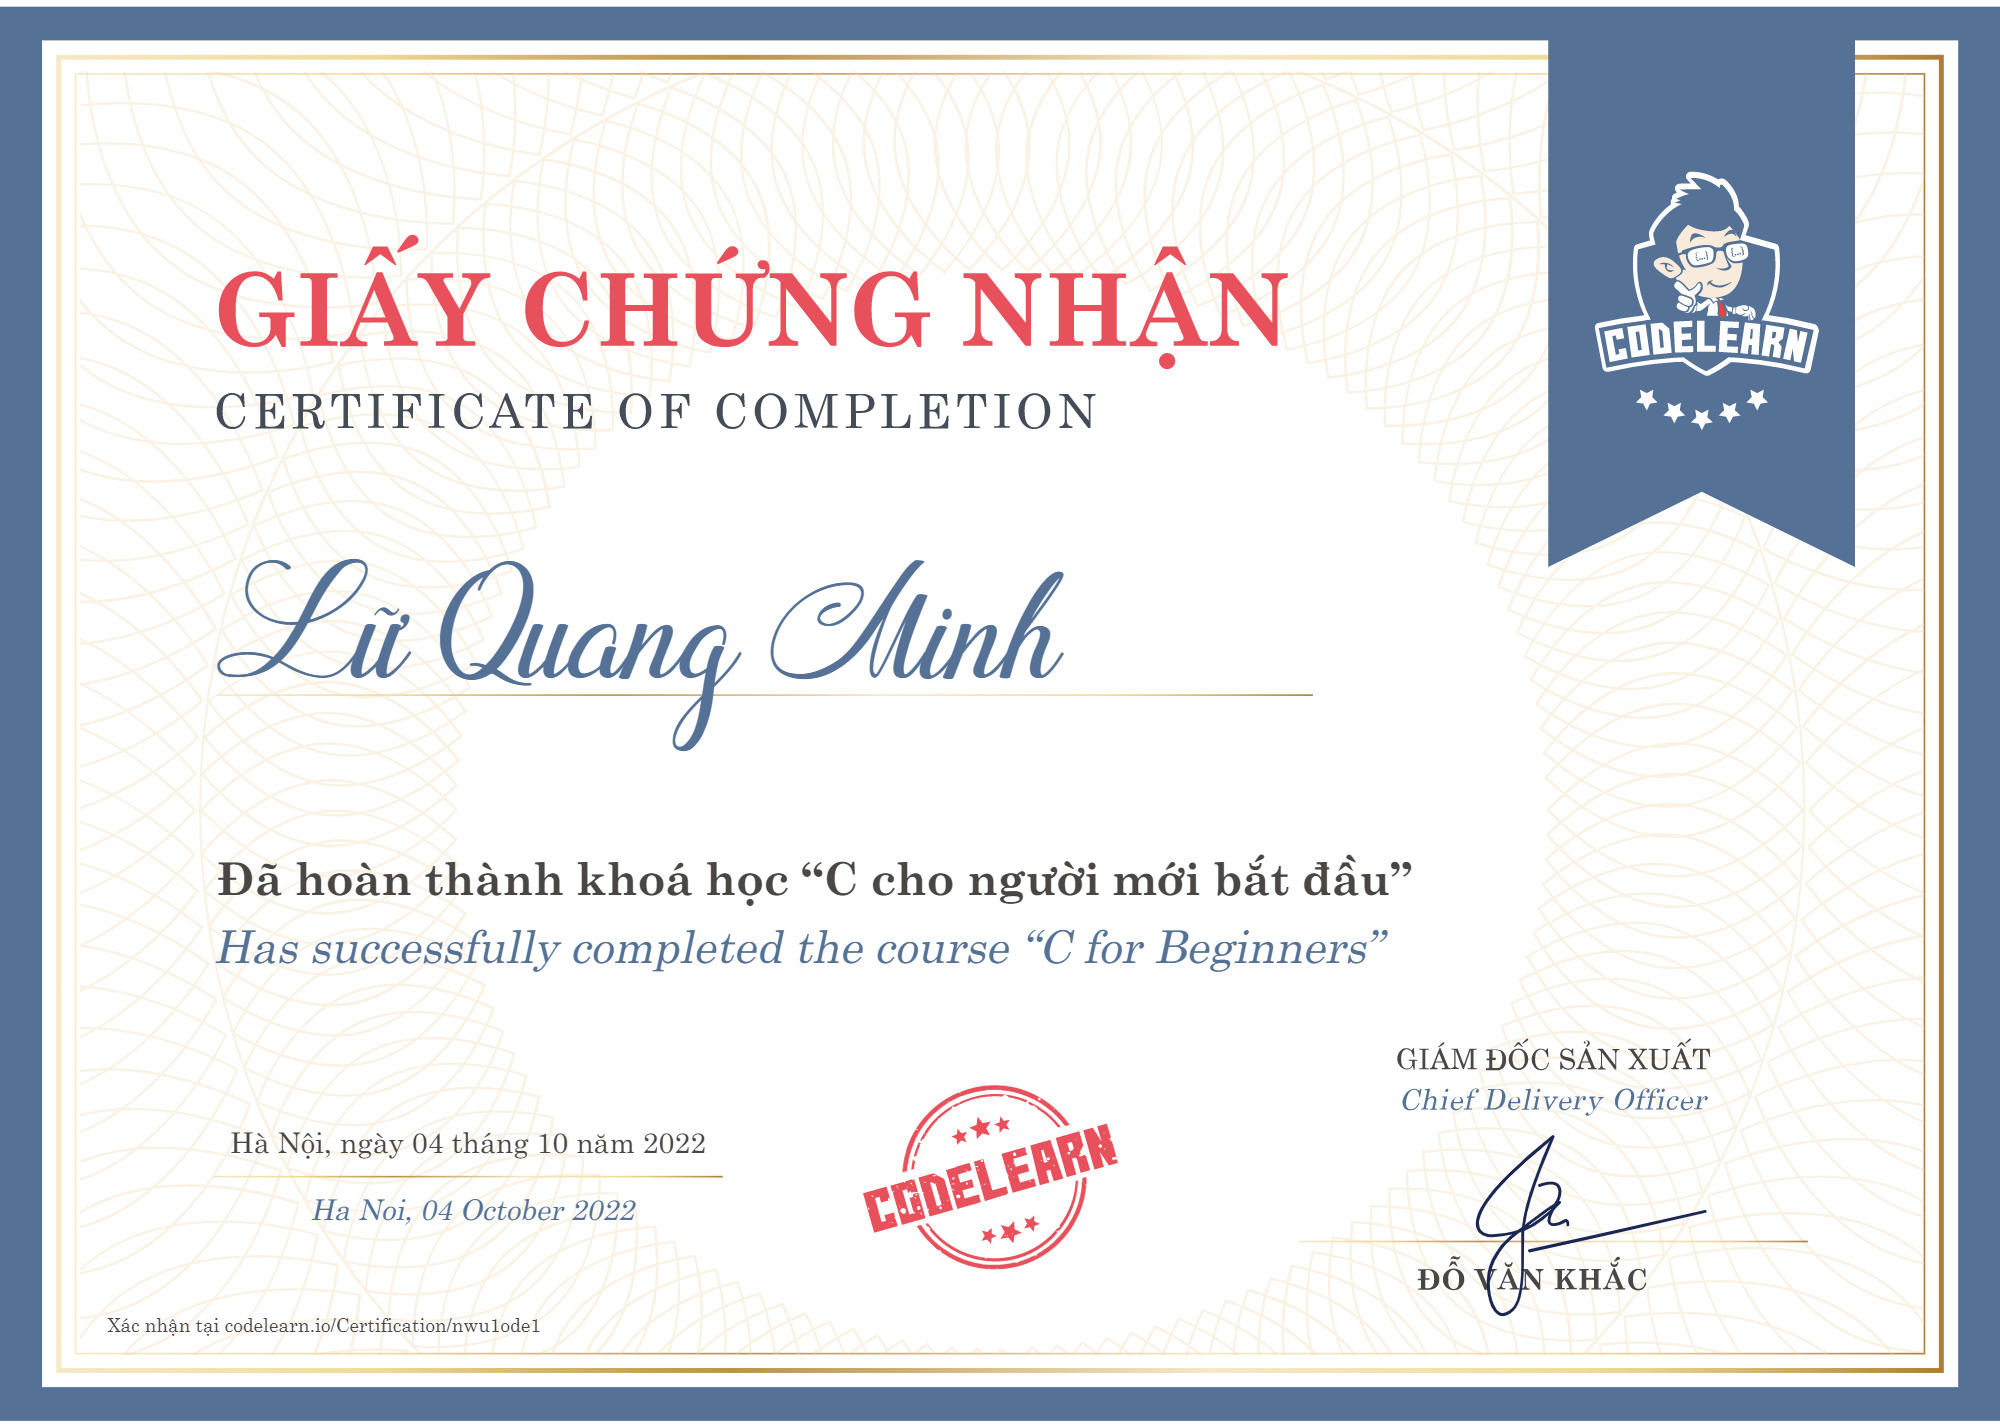 CODELEARN
GIẤY CHỨNG NHẬN
CERTIFICATE OF COMPLETION
Lữ Quang Minh
Đã hoàn thành khoá học “C cho người mới bắt đầu”
Has successfully completed the course “C for Beginners”
GIÁM ĐỐC SẢN XUẤT
Chief Delivery Officer
Hà Nội, ngày 04 tháng 10 năm 2022
Ha Noi, 04 October 2022
CODELEARN
ĐỖ VĂN KHẮC
Xác nhận tại codelearn.io/Certification/nwu1ode1